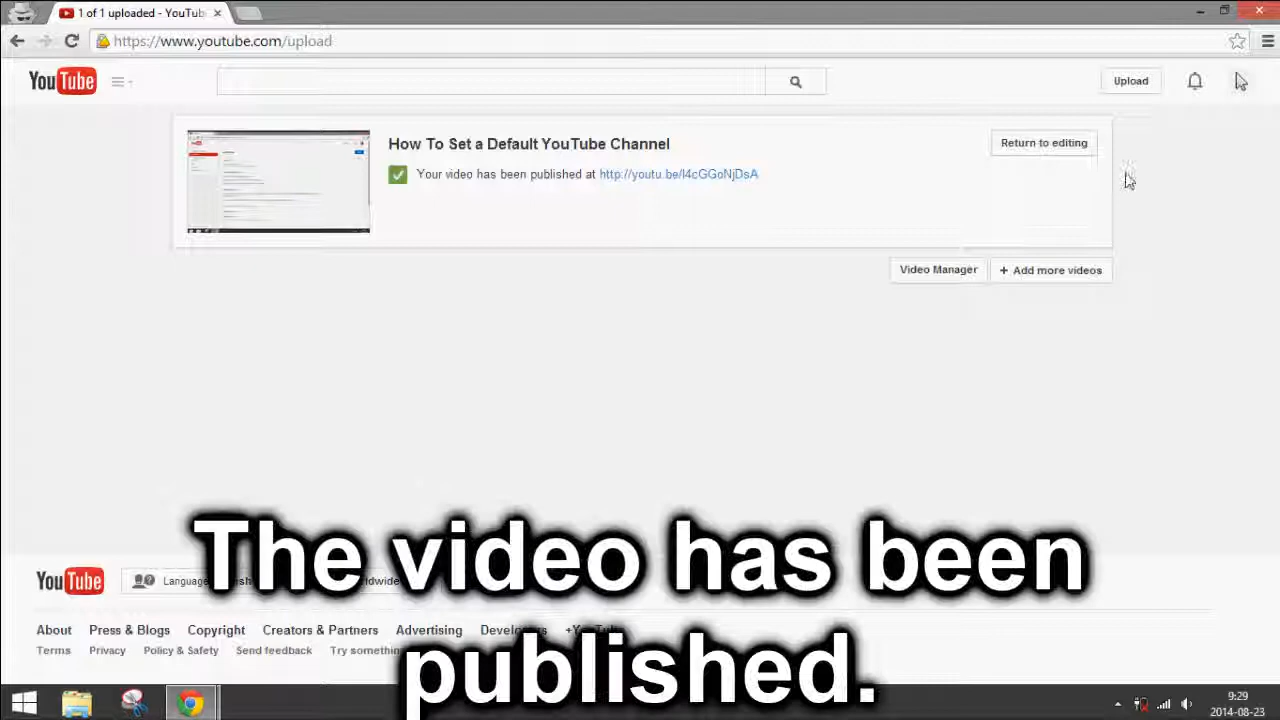 1 of 1 uploaded - YouTub
https://www.youtube.com/upload
YouTube
Upload
How To Set a Default YouTube Channel
Return to editing
Your video has been published at http://youtu.be/l4cGGoNjDsA
Video Manager
+ Add more videos
The video has been
published.
YouTube
Language
About Press & Blogs Copyright Creators & Partners Advertising
Terms Privacy Policy & Safety Send feedback Try
9:29
2014-08-23